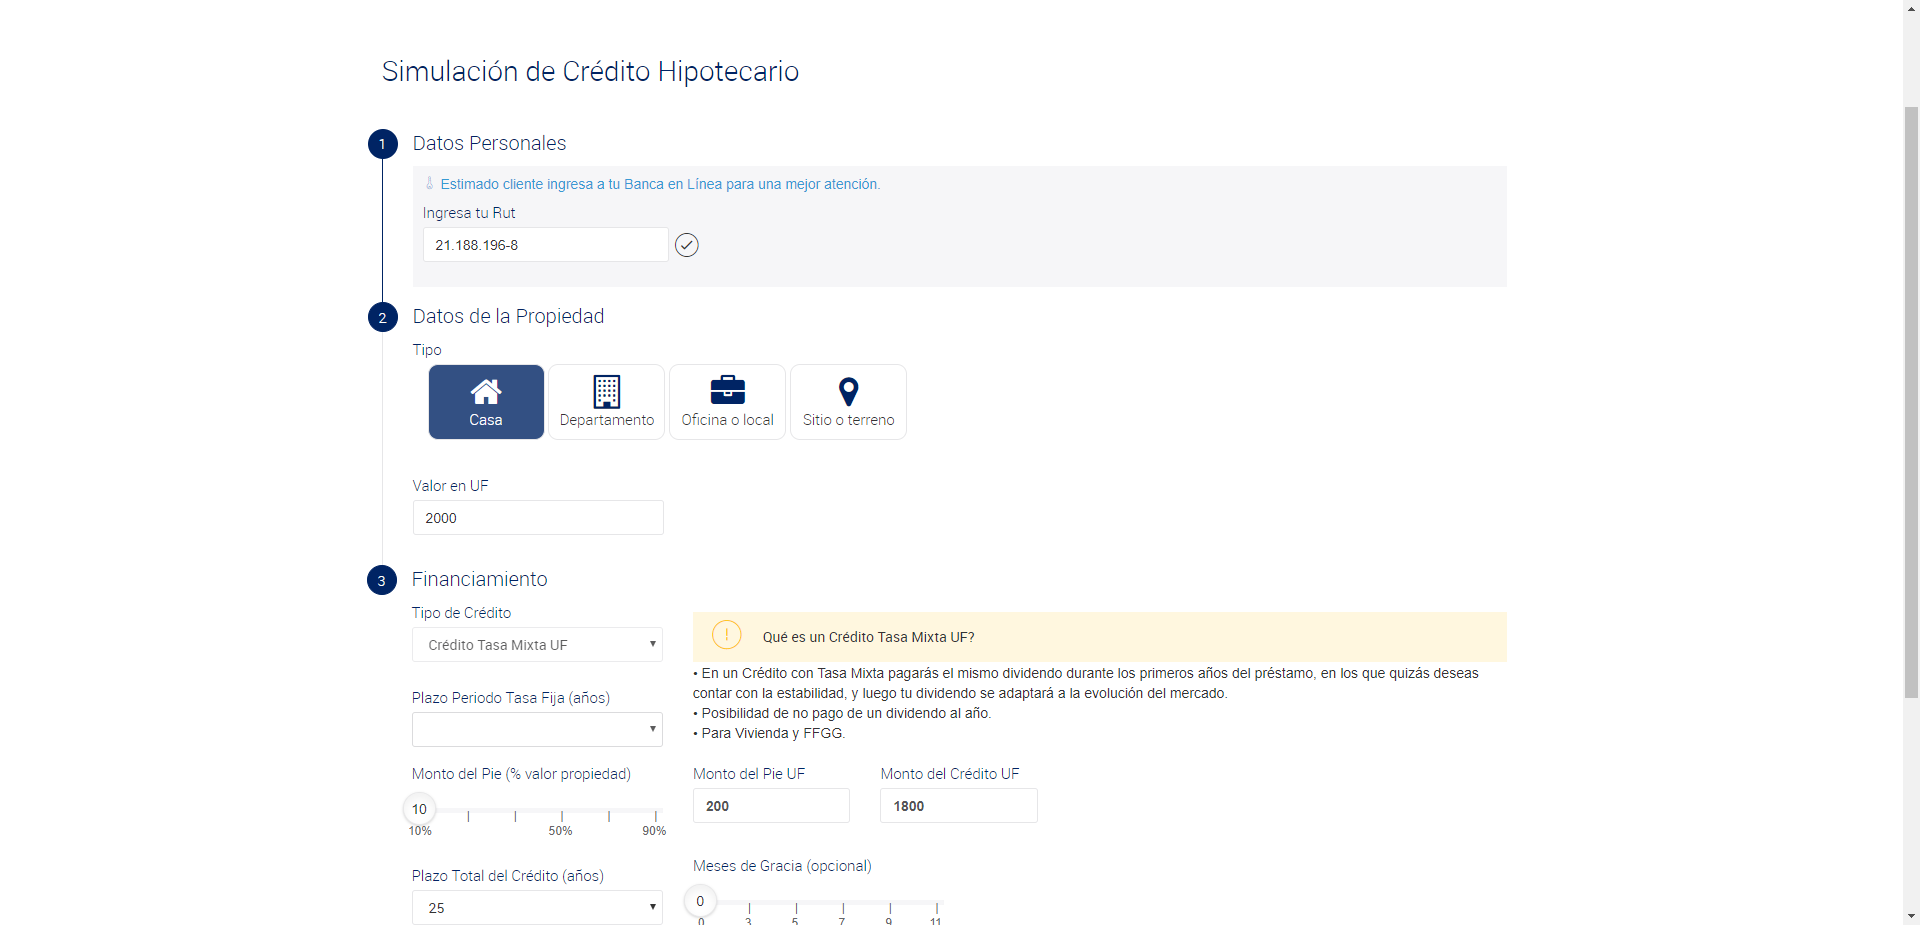 Simulación de Crédito Hipotecario
1 Datos Personales
Estimado cliente ingresa a tu Banca en Línea para una mejor atención.
Ingresa tu Rut
21.188.196-8
2 Datos de la Propiedad
Tipo
Casa Departamento Oficina o local Sitio o terreno
Valor en UF
2000
3 Financiamiento
Tipo de Crédito
Crédito Tasa Mixta UF
! Qué es un Crédito Tasa Mixta UF?
• En un Crédito con Tasa Mixta pagarás el mismo dividendo durante los primeros años del préstamo, en los que quizás deseas
contar con la estabilidad, y luego tu dividendo se adaptará a la evolución del mercado.
• Posibilidad de no pago de un dividendo al año.
• Para Vivienda y FFGG.
Plazo Periodo Tasa Fija (años)
Monto del Pie (% valor propiedad)
10
10% 50% 90%
Monto del Pie UF
200
Monto del Crédito UF
1800
Plazo Total del Crédito (años)
25
Meses de Gracia (opcional)
0
0 3 5 7 9 11